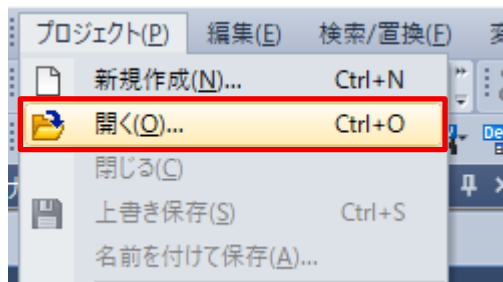 プロジェクト(P) 編集(E) 検索/置換(F)
新規作成(N)... Ctrl+N
開く(O)... Ctrl+O
閉じる(C)
上書き保存(S) Ctrl+S
名前を付けて保存(A)...